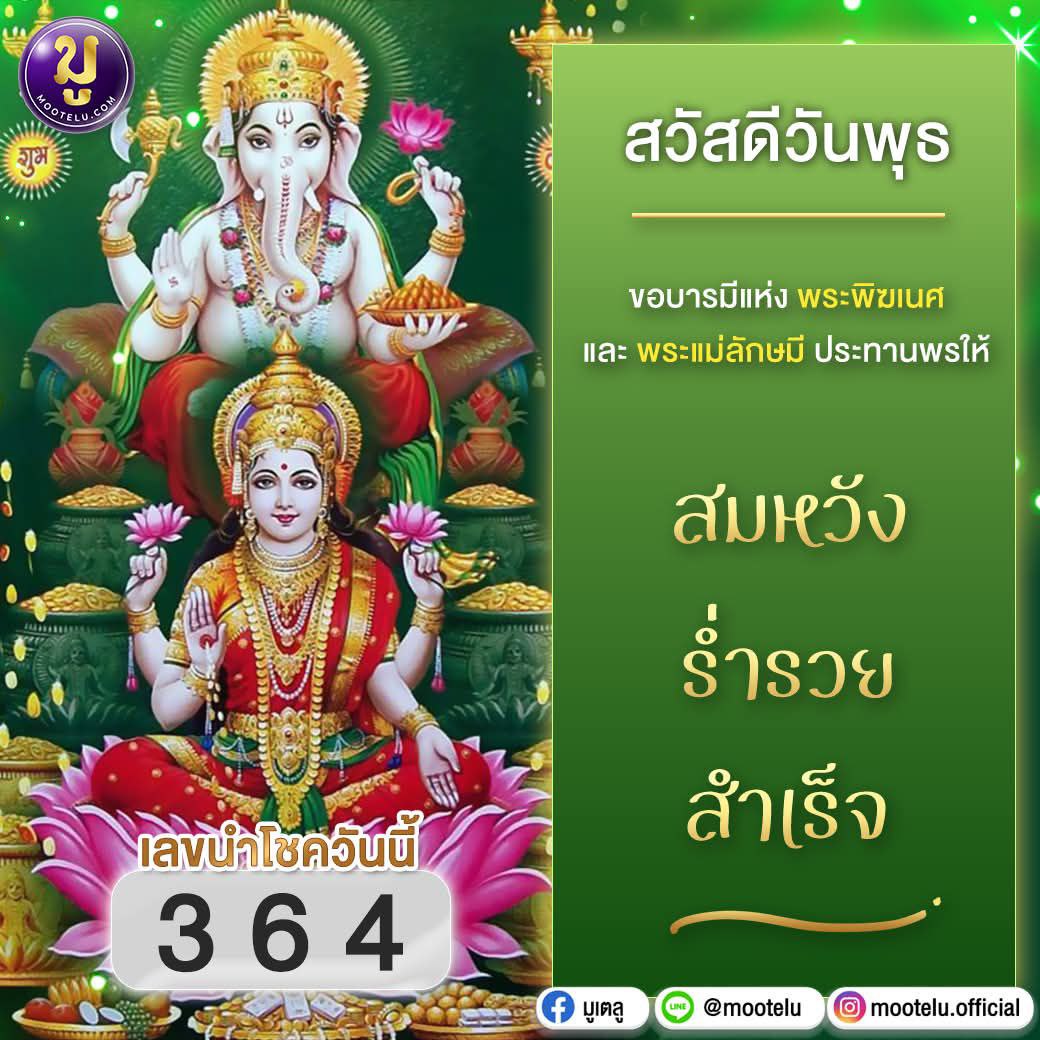 มู
MOOTELU.COM
शुभ
สวัสดีวันพุธ
ขอบารมีแห่ง พระพิฆเนศ
และ พระแม่ลักษมี ประทานพรให้
สมหวัง
ร่ำรวย
สำเร็จ
เลขนำโชควันนี้
3 6 4
มูเตลู
LINE
@mootelu
mootelu.official